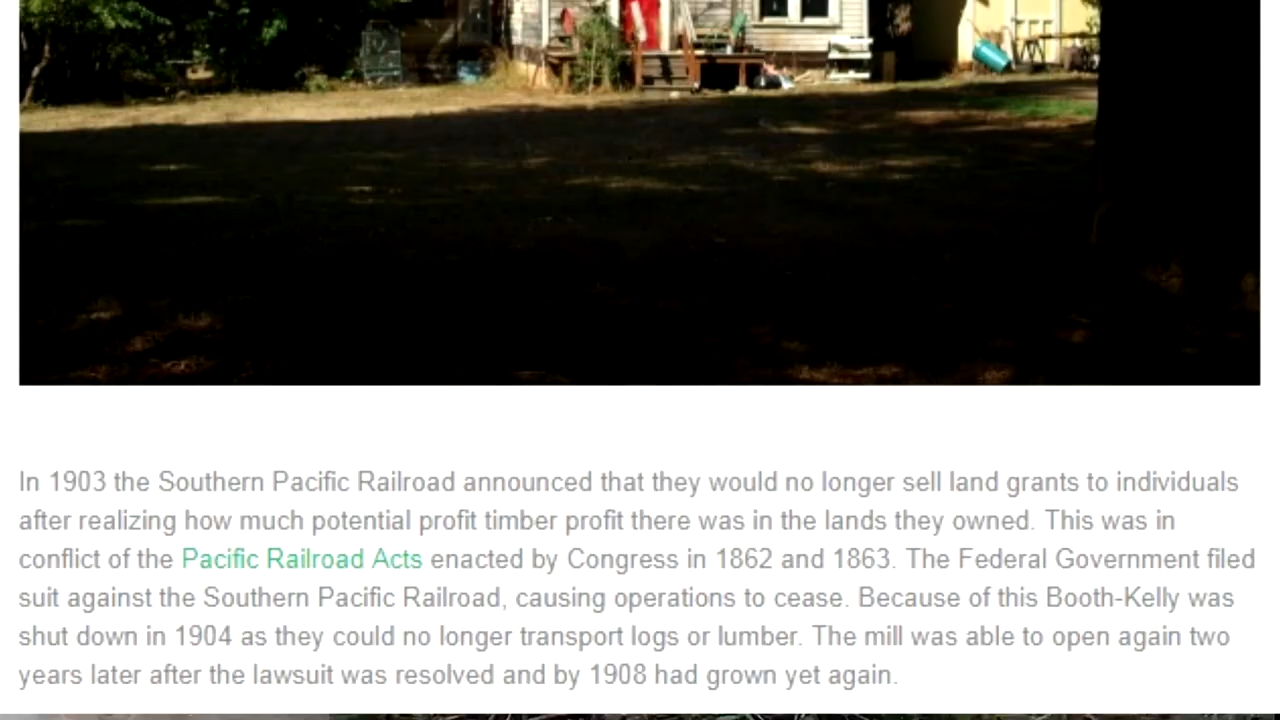 In 1903 the Southern Pacific Railroad announced that they would no longer sell land grants to individuals
after realizing how much potential profit timber profit there was in the lands they owned. This was in
conflict of the Pacific Railroad Acts enacted by Congress in 1862 and 1863. The Federal Government filed
suit against the Southern Pacific Railroad, causing operations to cease. Because of this Booth-Kelly was
shut down in 1904 as they could no longer transport logs or lumber. The mill was able to open again two
years later after the lawsuit was resolved and by 1908 had grown yet again.